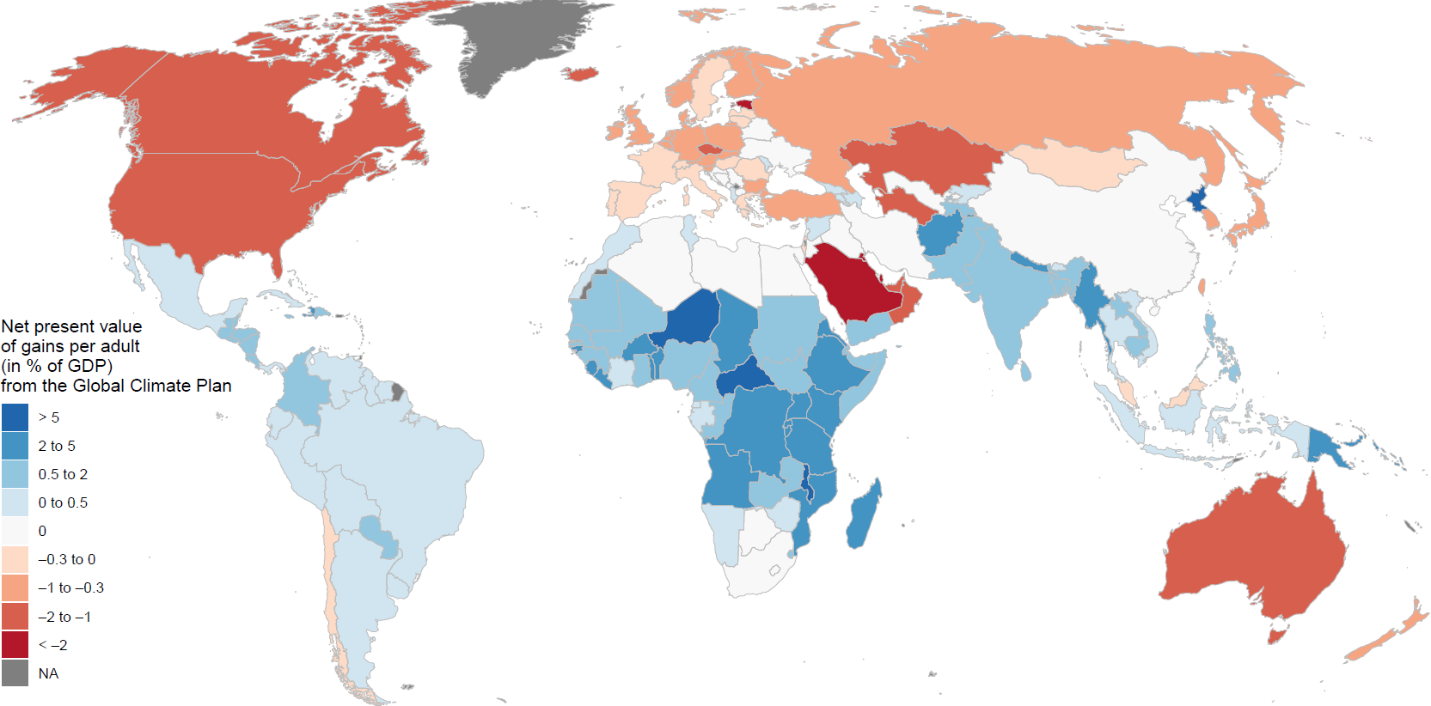 Net present value
of gains per adult
(in % of GDP)
from the Global Climate Plan
> 5
2 to 5
0.5 to 2
0 to 0.5
0
–0.3 to 0
–1 to –0.3
–2 to –1
< –2
NA